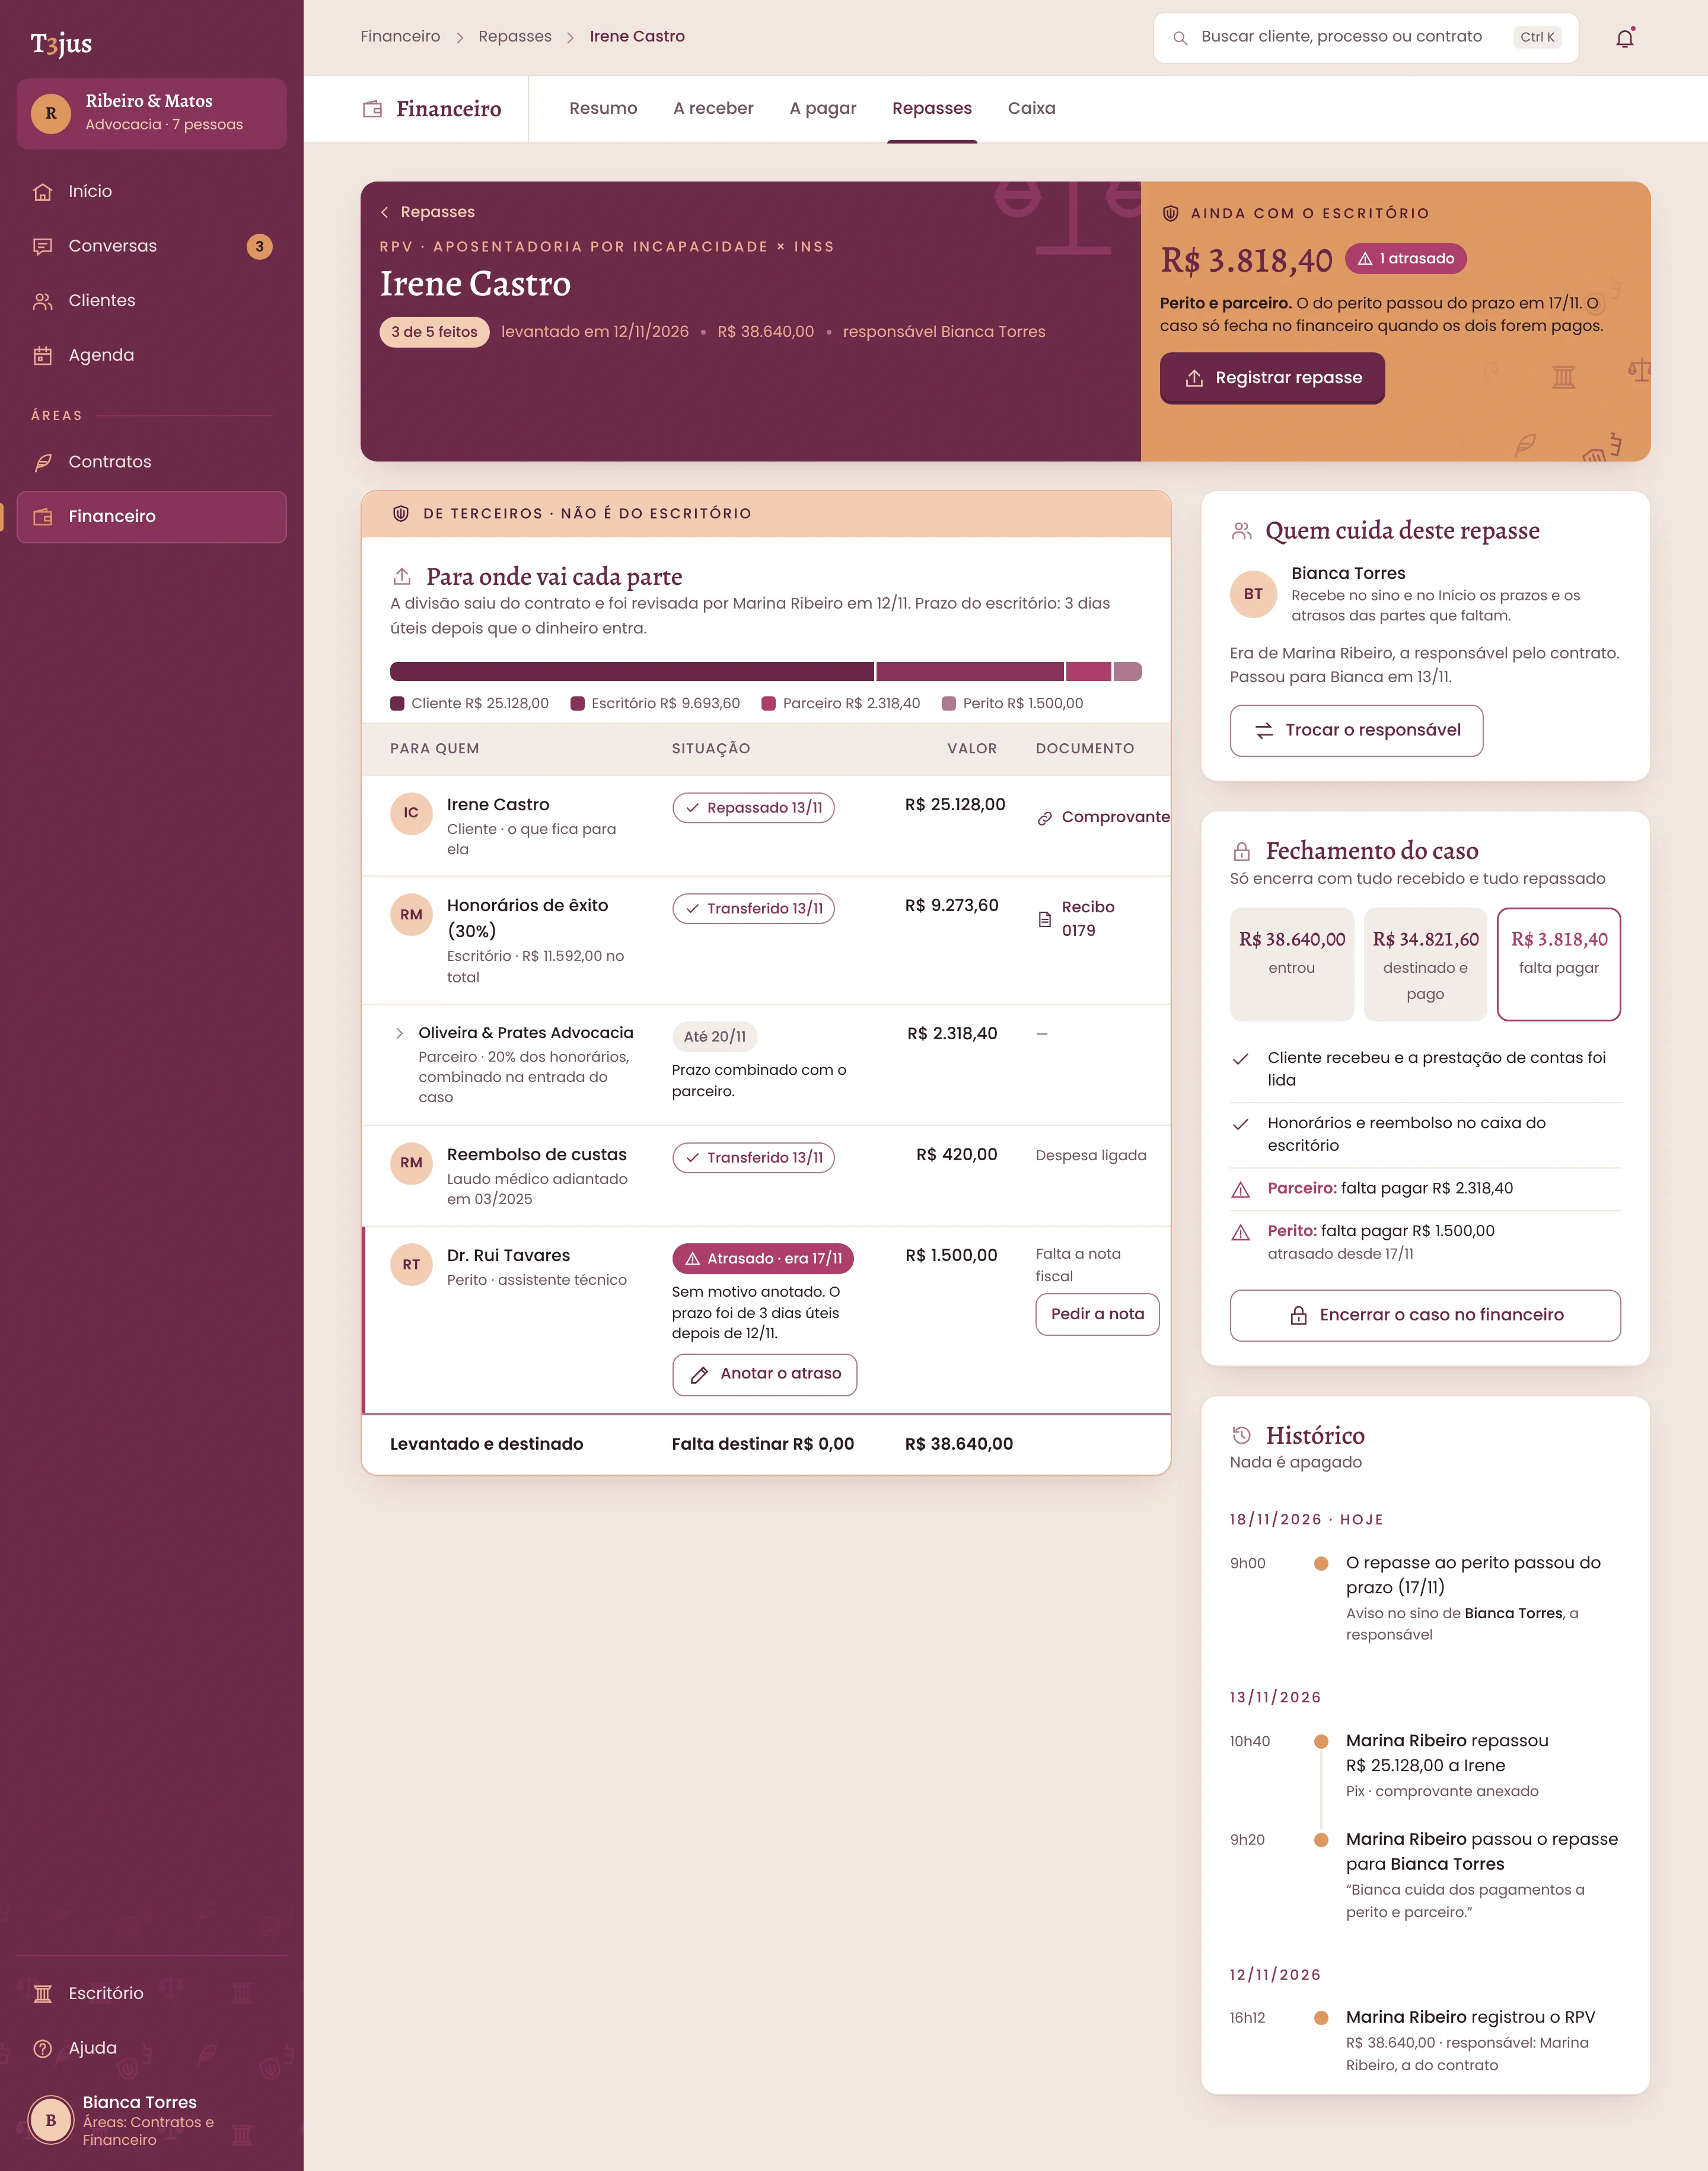 T3jus
R
Ribeiro & Matos
Advocacia · 7 pessoas
Início
Conversas
3
Clientes
Agenda
ÁREAS
Contratos
Financeiro
Escritório
Ajuda
B
Bianca Torres
Áreas: Contratos e
Financeiro
Financeiro
Repasses
Irene Castro
Buscar cliente, processo ou contrato
Ctrl K
Financeiro
Resumo
A receber
A pagar
Repasses
Caixa
Repasses
RPV · APOSENTADORIA POR INCAPACIDADE × INSS
Irene Castro
3 de 5 feitos
levantado em 12/11/2026 • R$ 38.640,00 • responsável Bianca Torres
AINDA COM O ESCRITÓRIO
R$ 3.818,40
1 atrasado
Perito e parceiro. O do perito passou do prazo em 17/11. O
caso só fecha no financeiro quando os dois forem pagos.
Registrar repasse
DE TERCEIROS · NÃO É DO ESCRITÓRIO
Para onde vai cada parte
A divisão saiu do contrato e foi revisada por Marina Ribeiro em 12/11. Prazo do escritório: 3 dias
úteis depois que o dinheiro entra.
Cliente R$ 25.128,00
Escritório R$ 9.693,60
Parceiro R$ 2.318,40
Perito R$ 1.500,00
PARA QUEM
SITUAÇÃO
VALOR
DOCUMENTO
IC
Irene Castro
Cliente · o que fica para
ela
Repassado 13/11
R$ 25.128,00
Comprovante
RM
Honorários de êxito
(30%)
Escritório · R$ 11.592,00 no
total
Transferido 13/11
R$ 9.273,60
Recibo
0179
Oliveira & Prates Advocacia
Parceiro · 20% dos honorários,
combinado na entrada do
caso
Até 20/11
Prazo combinado com o
parceiro.
R$ 2.318,40
—
RM
Reembolso de custas
Laudo médico adiantado
em 03/2025
Transferido 13/11
R$ 420,00
Despesa ligada
RT
Dr. Rui Tavares
Perito · assistente técnico
Atrasado · era 17/11
Sem motivo anotado. O
prazo foi de 3 dias úteis
depois de 12/11.
Anotar o atraso
R$ 1.500,00
Falta a nota
fiscal
Pedir a nota
Levantado e destinado
Falta destinar R$ 0,00
R$ 38.640,00
Quem cuida deste repasse
BT
Bianca Torres
Recebe no sino e no Início os prazos e os
atrasos das partes que faltam.
Era de Marina Ribeiro, a responsável pelo contrato.
Passou para Bianca em 13/11.
Trocar o responsável
Fechamento do caso
Só encerra com tudo recebido e tudo repassado
R$ 38.640,00
entrou
R$ 34.821,60
destinado e
pago
R$ 3.818,40
falta pagar
Cliente recebeu e a prestação de contas foi
lida
Honorários e reembolso no caixa do
escritório
Parceiro: falta pagar R$ 2.318,40
Perito: falta pagar R$ 1.500,00
atrasado desde 17/11
Encerrar o caso no financeiro
Histórico
Nada é apagado
18/11/2026 · HOJE
9h00
O repasse ao perito passou do
prazo (17/11)
Aviso no sino de Bianca Torres, a
responsável
13/11/2026
10h40
Marina Ribeiro repassou
R$ 25.128,00 a Irene
Pix · comprovante anexado
9h20
Marina Ribeiro passou o repasse
para Bianca Torres
“Bianca cuida dos pagamentos a
perito e parceiro.”
12/11/2026
16h12
Marina Ribeiro registrou o RPV
R$ 38.640,00 · responsável: Marina
Ribeiro, a do contrato